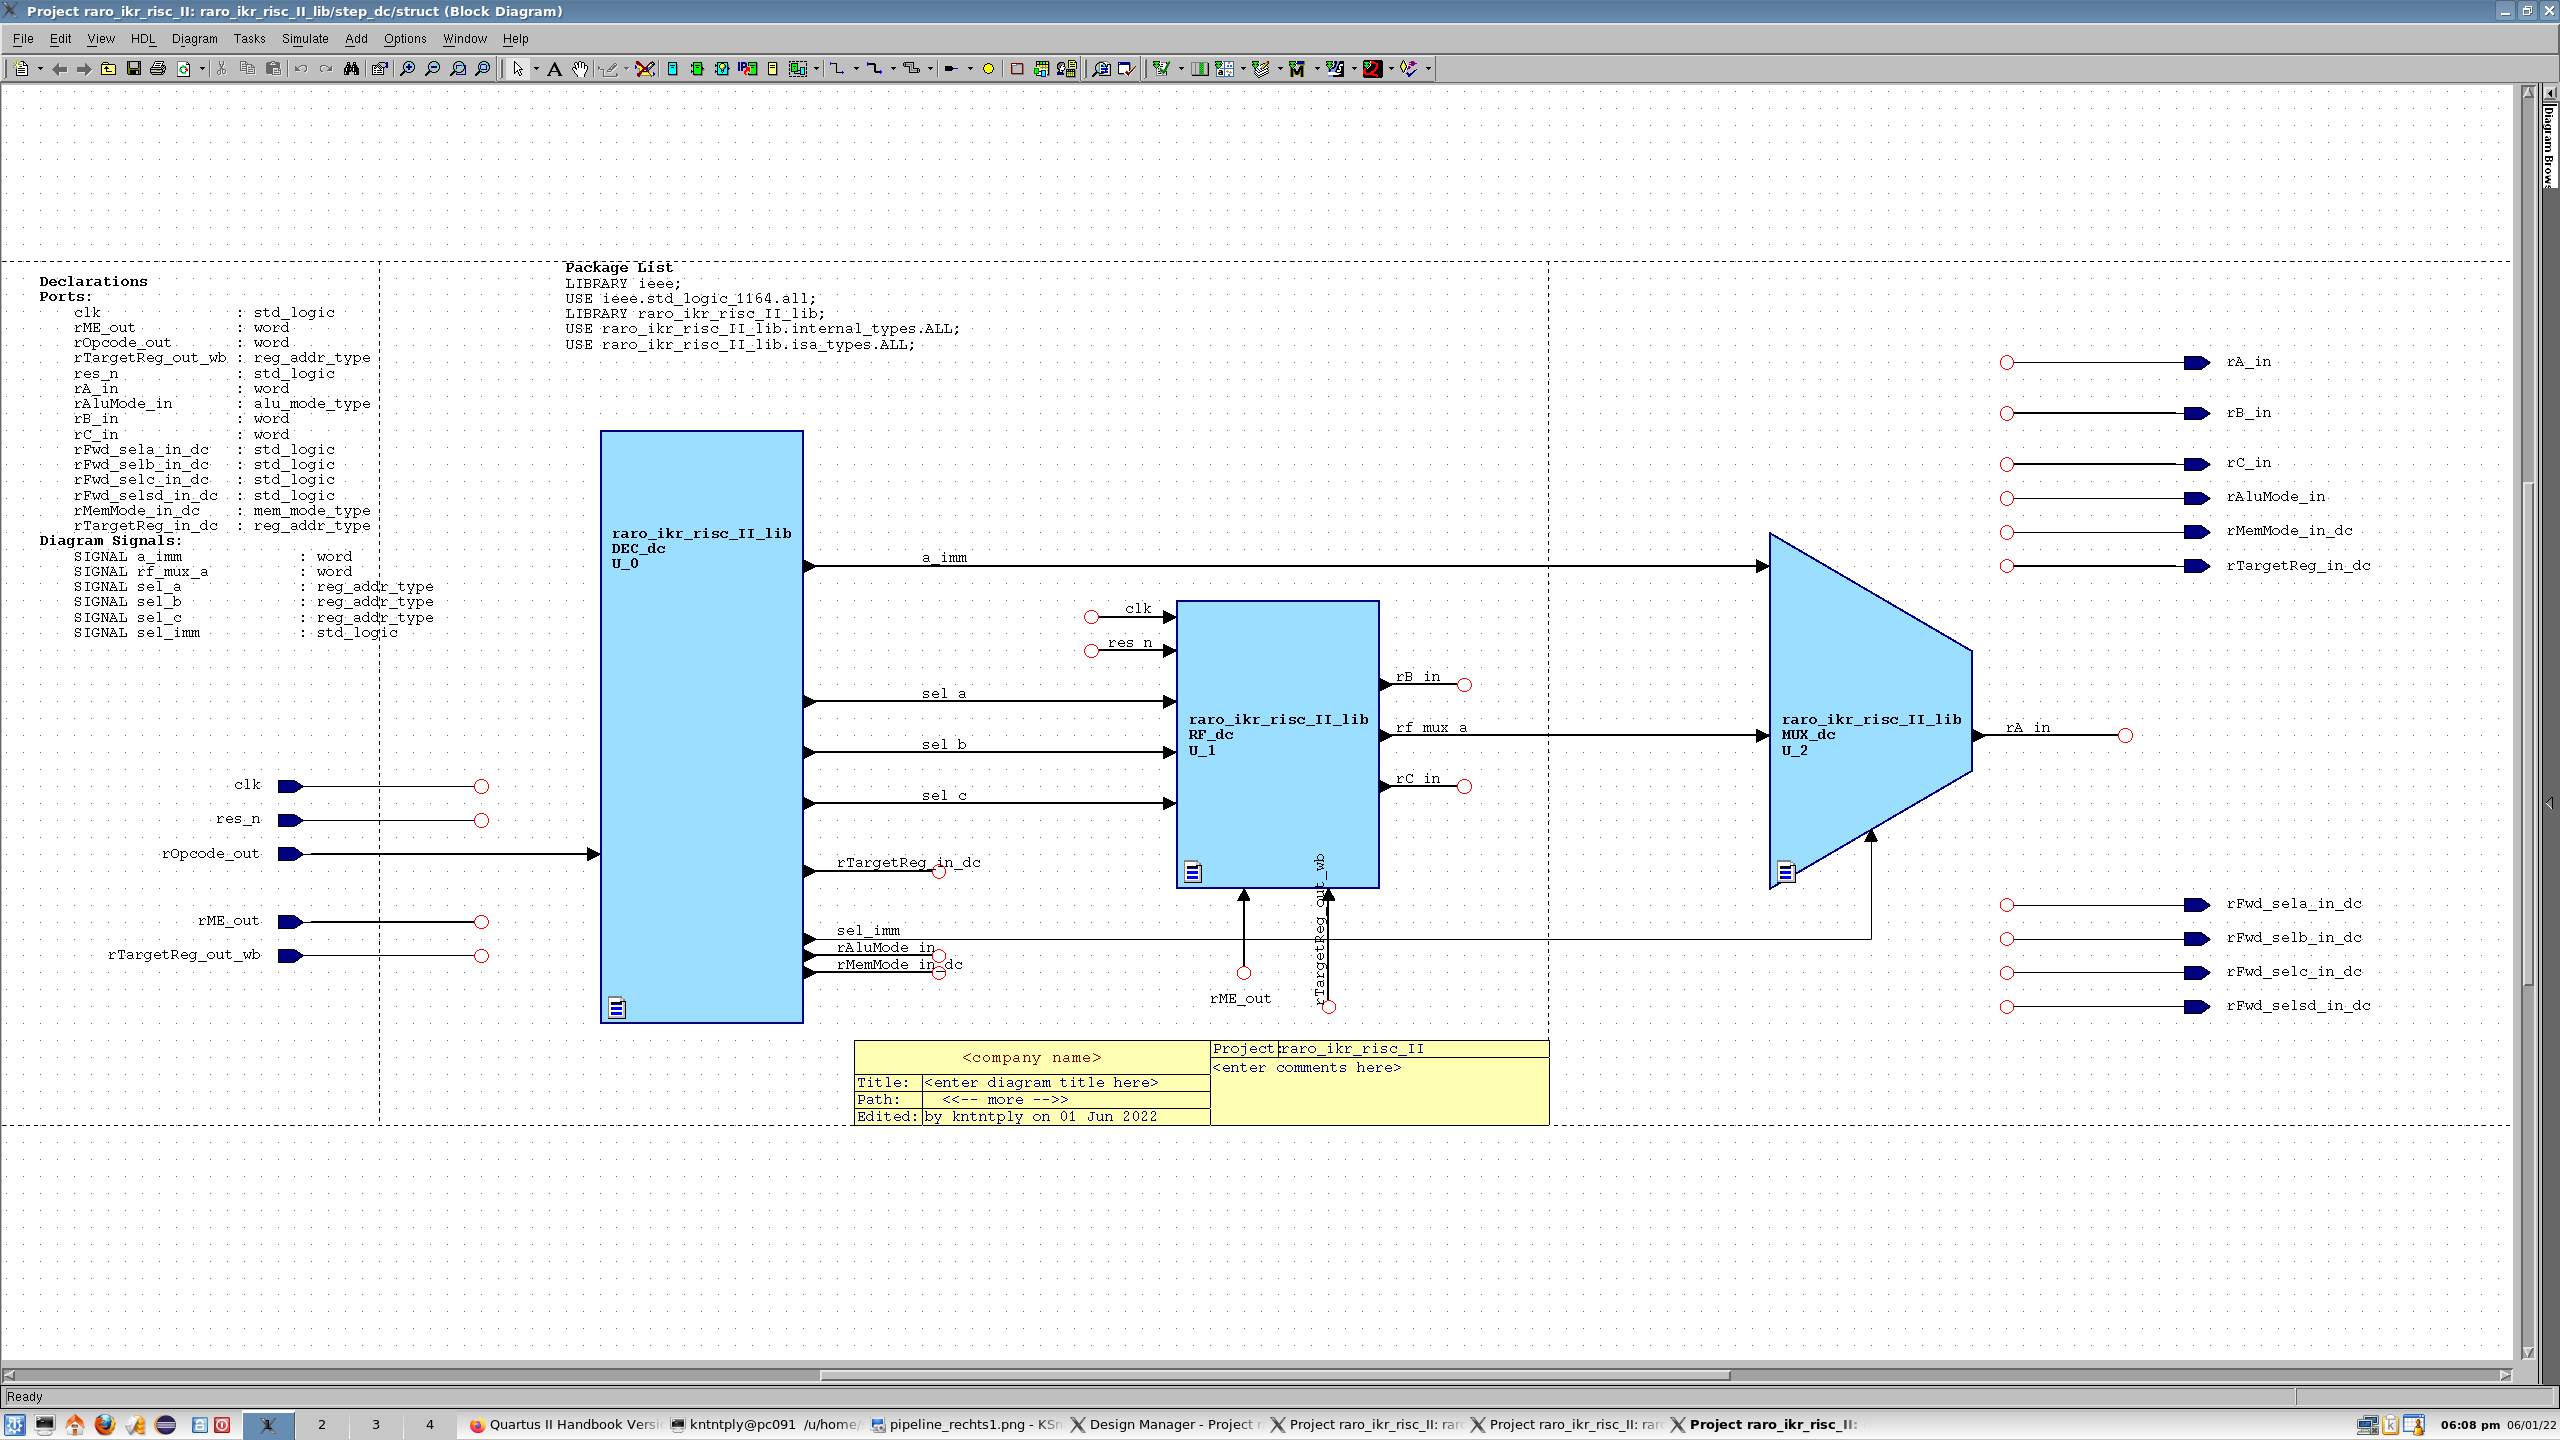 Project raro_ikr_risc_II: raro_ikr_risc_II_lib/step_dc/struct (Block Diagram)
File Edit View HDL Diagram Tasks Simulate Add Options Window Help
Diagram Brows
Declarations
Ports:
clk : std_logic
rME_out : word
rOpcode_out : word
rTargetReg_out_wb : reg_addr_type
res_n : std_logic
rA_in : word
rAluMode_in : alu_mode_type
rB_in : word
rC_in : word
rFwd_sela_in_dc : std_logic
rFwd_selb_in_dc : std_logic
rFwd_selc_in_dc : std_logic
rFwd_selsd_in_dc : std_logic
rMemMode_in_dc : mem_mode_type
rTargetReg_in_dc : reg_addr_type
Diagram Signals:
SIGNAL a_imm : word
SIGNAL rf_mux_a : word
SIGNAL sel_a : reg_addr_type
SIGNAL sel_b : reg_addr_type
SIGNAL sel_c : reg_addr_type
SIGNAL sel_imm : std_logic
Package List
LIBRARY ieee;
USE ieee.std_logic_1164.all;
LIBRARY raro_ikr_risc_II_lib;
USE raro_ikr_risc_II_lib.internal_types.ALL;
USE raro_ikr_risc_II_lib.isa_types.ALL;
clk
res_n
rOpcode_out
rME_out
rTargetReg_out_wb
raro_ikr_risc_II_lib
DEC_dc
U_0
a_imm
sel_a
sel_b
sel_c
rTargetReg_in_dc
sel_imm
rAluMode_in
rMemMode_in_dc
clk
res_n
raro_ikr_risc_II_lib
RF_dc
U_1
rB_in
rf_mux_a
rC_in
rME_out
rTargetReg_out_wb
raro_ikr_risc_II_lib
MUX_dc
U_2
rA_in
rA_in
rB_in
rC_in
rAluMode_in
rMemMode_in_dc
rTargetReg_in_dc
rFwd_sela_in_dc
rFwd_selb_in_dc
rFwd_selc_in_dc
rFwd_selsd_in_dc
<company name>
Title: <enter diagram title here>
Path: <<-- more -->>
Edited: by kntntply on 01 Jun 2022
Project: raro_ikr_risc_II
<enter comments here>
Ready
1 2 3 4 Quartus II Handbook Versi kntntply@pc091 /u/home/ pipeline_rechts1.png - KSn Design Manager - Project r Project raro_ikr_risc_II: rar Project raro_ikr_risc_II: rar Project raro_ikr_risc_II: 06:08 pm 06/01/22